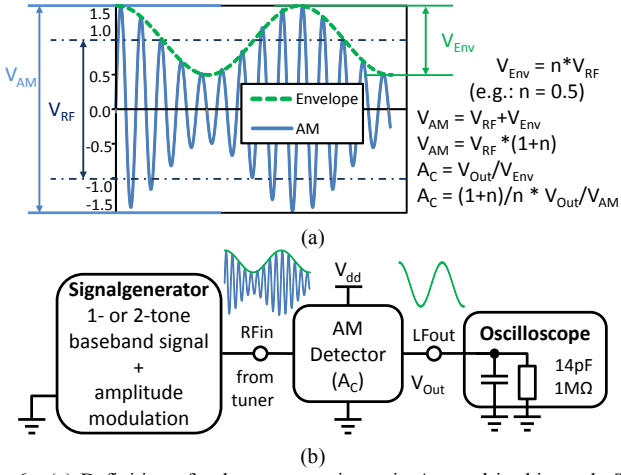 1.5
1.0
0.5
0.0
-0.5
-1.0
-1.5
V_AM
V_RF
V_Env
Envelope
AM
V_Env = n*V_RF
(e.g.: n = 0.5)
V_AM = V_RF+V_Env
V_AM = V_RF *(1+n)
A_C = V_Out/V_Env
A_C = (1+n)/n * V_Out/V_AM
(a)
Signalgenerator
1- or 2-tone
baseband signal
+
amplitude
modulation
RFin
from
tuner
V_dd
AM
Detector
(A_C)
LFout
V_Out
Oscilloscope
14pF
1MΩ
(b)